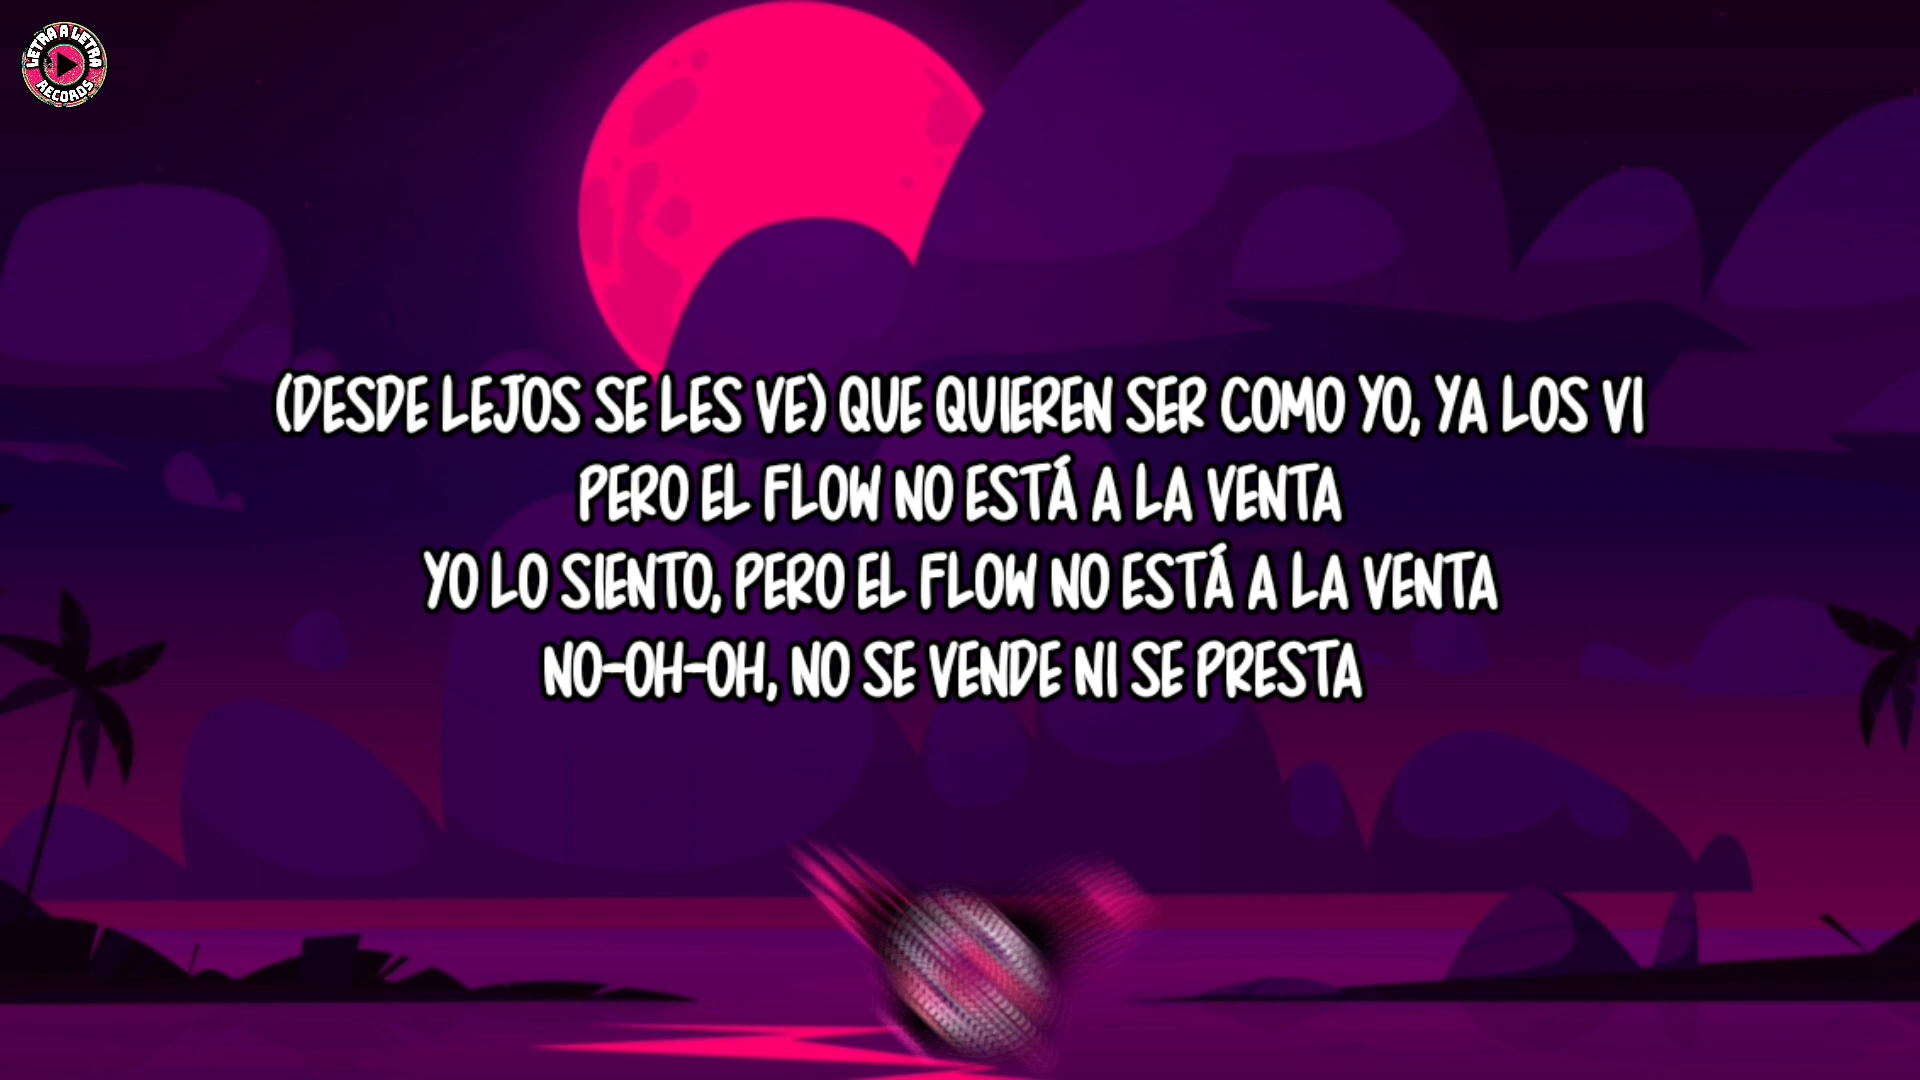 LETRA A LETRA
RECORDS
(DESDE LEJOS SE LES VE) QUE QUIEREN SER COMO YO, YA LOS VI
PERO EL FLOW NO ESTÁ A LA VENTA
YO LO SIENTO, PERO EL FLOW NO ESTÁ A LA VENTA
NO-OH-OH, NO SE VENDE NI SE PRESTA